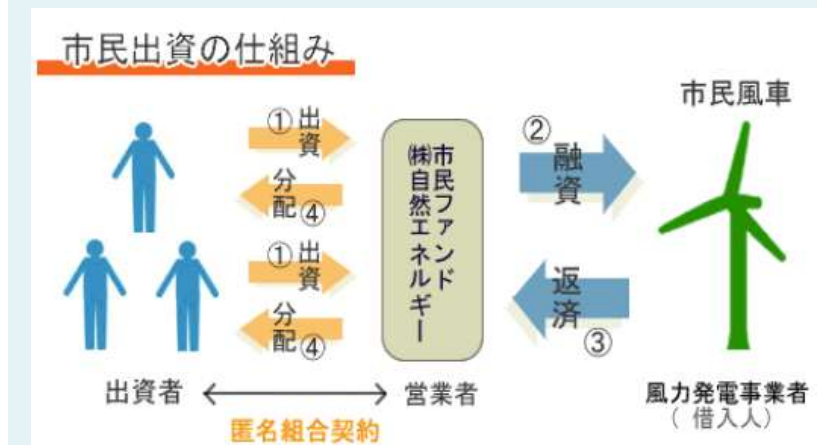 市民出資の仕組み
①出資
分配④
①出資
分配④
㈱自然エネルギー
市民ファンド
②融資
返済③
市民風車
出資者
営業者
匿名組合契約
風力発電事業者
(借入人)